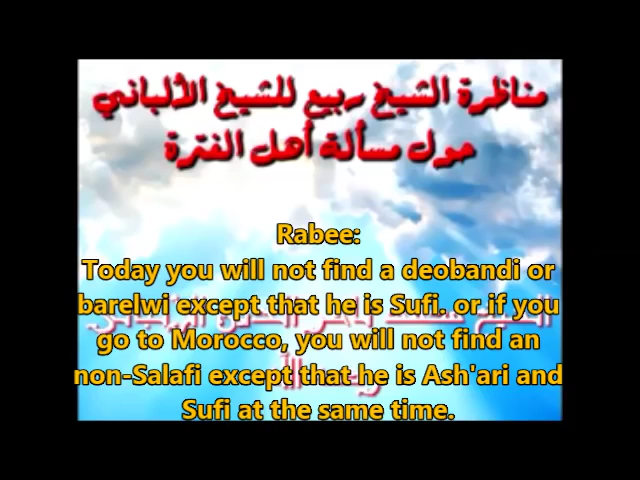 مناظرة الشيخ ربيع للشيخ الألباني
حول مسألة أهل الفترة
Rabee:
Today you will not find a deobandi or
barelwi except that he is Sufi. or if you
go to Morocco, you will not find an
non-Salafi except that he is Ash'ari and
Sufi at the same time.